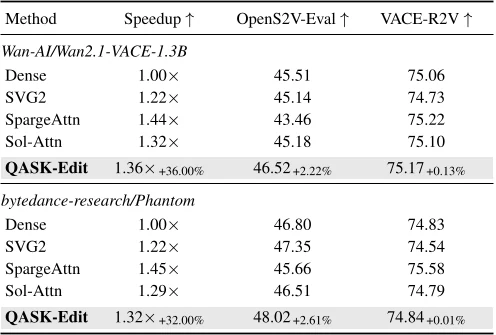 Method Speedup ↑ OpenS2V-Eval ↑ VACE-R2V ↑
Wan-AI/Wan2.1-VACE-1.3B
Dense 1.00× 45.51 75.06
SVG2 1.22× 45.14 74.73
SpargeAttn 1.44× 43.46 75.22
Sol-Attn 1.32× 45.18 75.10
QASK-Edit 1.36× +36.00% 46.52 +2.22% 75.17 +0.13%
bytedance-research/Phantom
Dense 1.00× 46.80 74.83
SVG2 1.22× 47.35 74.54
SpargeAttn 1.45× 45.66 75.58
Sol-Attn 1.29× 46.51 74.79
QASK-Edit 1.32× +32.00% 48.02 +2.61% 74.84 +0.01%